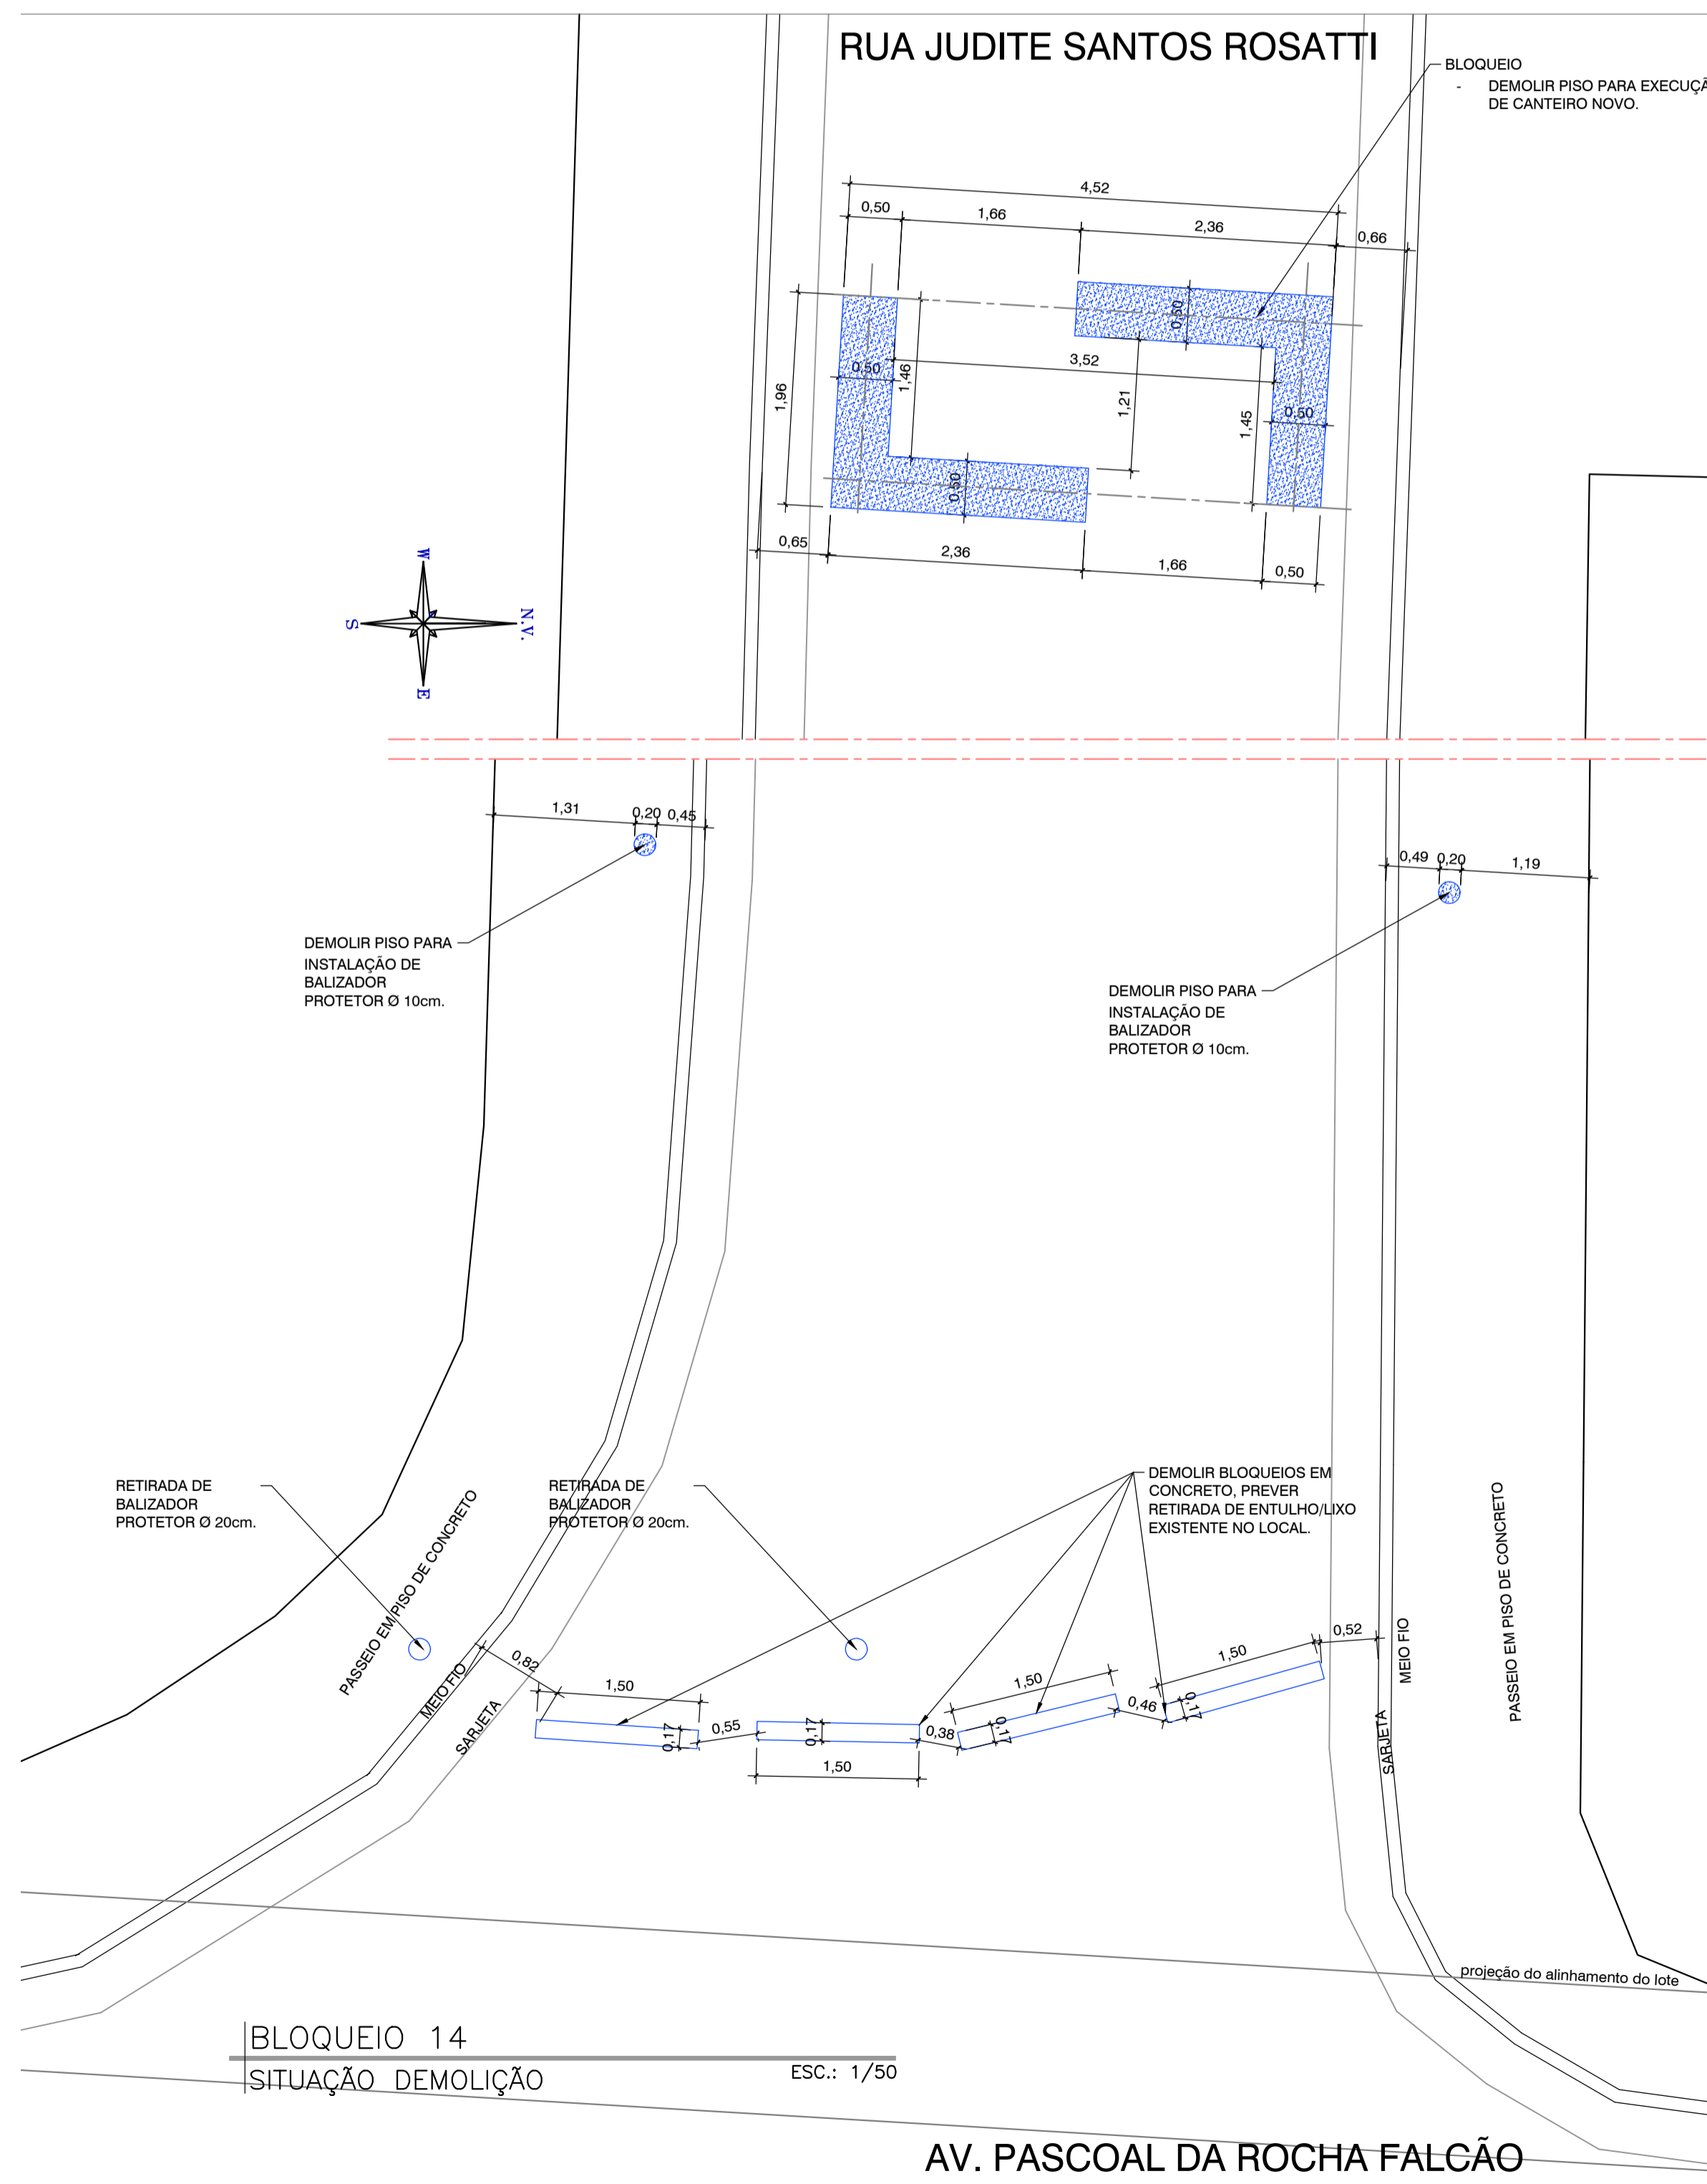 RUA JUDITE SANTOS ROSATTI
BLOQUEIO
- DEMOLIR PISO PARA EXECUÇÃ
DE CANTEIRO NOVO.
4,52
0,50
1,66
2,36
0,66
0,50
0,50
1,46
3,52
1,96
1,21
1,45
0,50
0,50
0,65
2,36
1,66
0,50
W
S
N.V.
E
1,31
0,20
0,45
0,49
0,20
1,19
DEMOLIR PISO PARA
INSTALAÇÃO DE
BALIZADOR
PROTETOR Ø 10cm.
DEMOLIR PISO PARA
INSTALAÇÃO DE
BALIZADOR
PROTETOR Ø 10cm.
RETIRADA DE
BALIZADOR
PROTETOR Ø 20cm.
RETIRADA DE
BALIZADOR
PROTETOR Ø 20cm.
DEMOLIR BLOQUEIOS EM
CONCRETO, PREVER
RETIRADA DE ENTULHO/LIXO
EXISTENTE NO LOCAL.
PASSEIO EM PISO DE CONCRETO
MEIO FIO
SARJETA
0,82
1,50
0,17
0,55
0,17
1,50
0,38
1,50
0,17
0,46
1,50
0,17
0,52
MEIO FIO
SARJETA
PASSEIO EM PISO DE CONCRETO
projeção do alinhamento do lote
BLOQUEIO 14
SITUAÇÃO DEMOLIÇÃO
ESC.: 1/50
AV. PASCOAL DA ROCHA FALCÃO